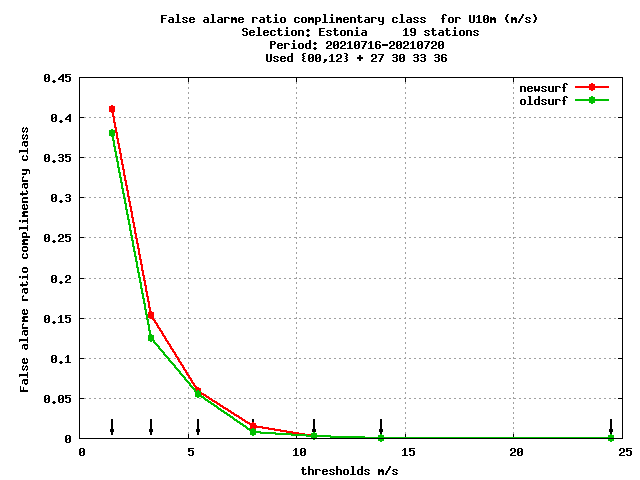 False alarme ratio complimentary class  for U10m (m/s)
Selection: Estonia     19 stations
Period: 20210716-20210720
Used {00,12} + 27 30 33 36
newsurf
oldsurf
False alarme ratio complimentary class
0.45
0.4
0.35
0.3
0.25
0.2
0.15
0.1
0.05
0
0 5 10 15 20 25
thresholds m/s